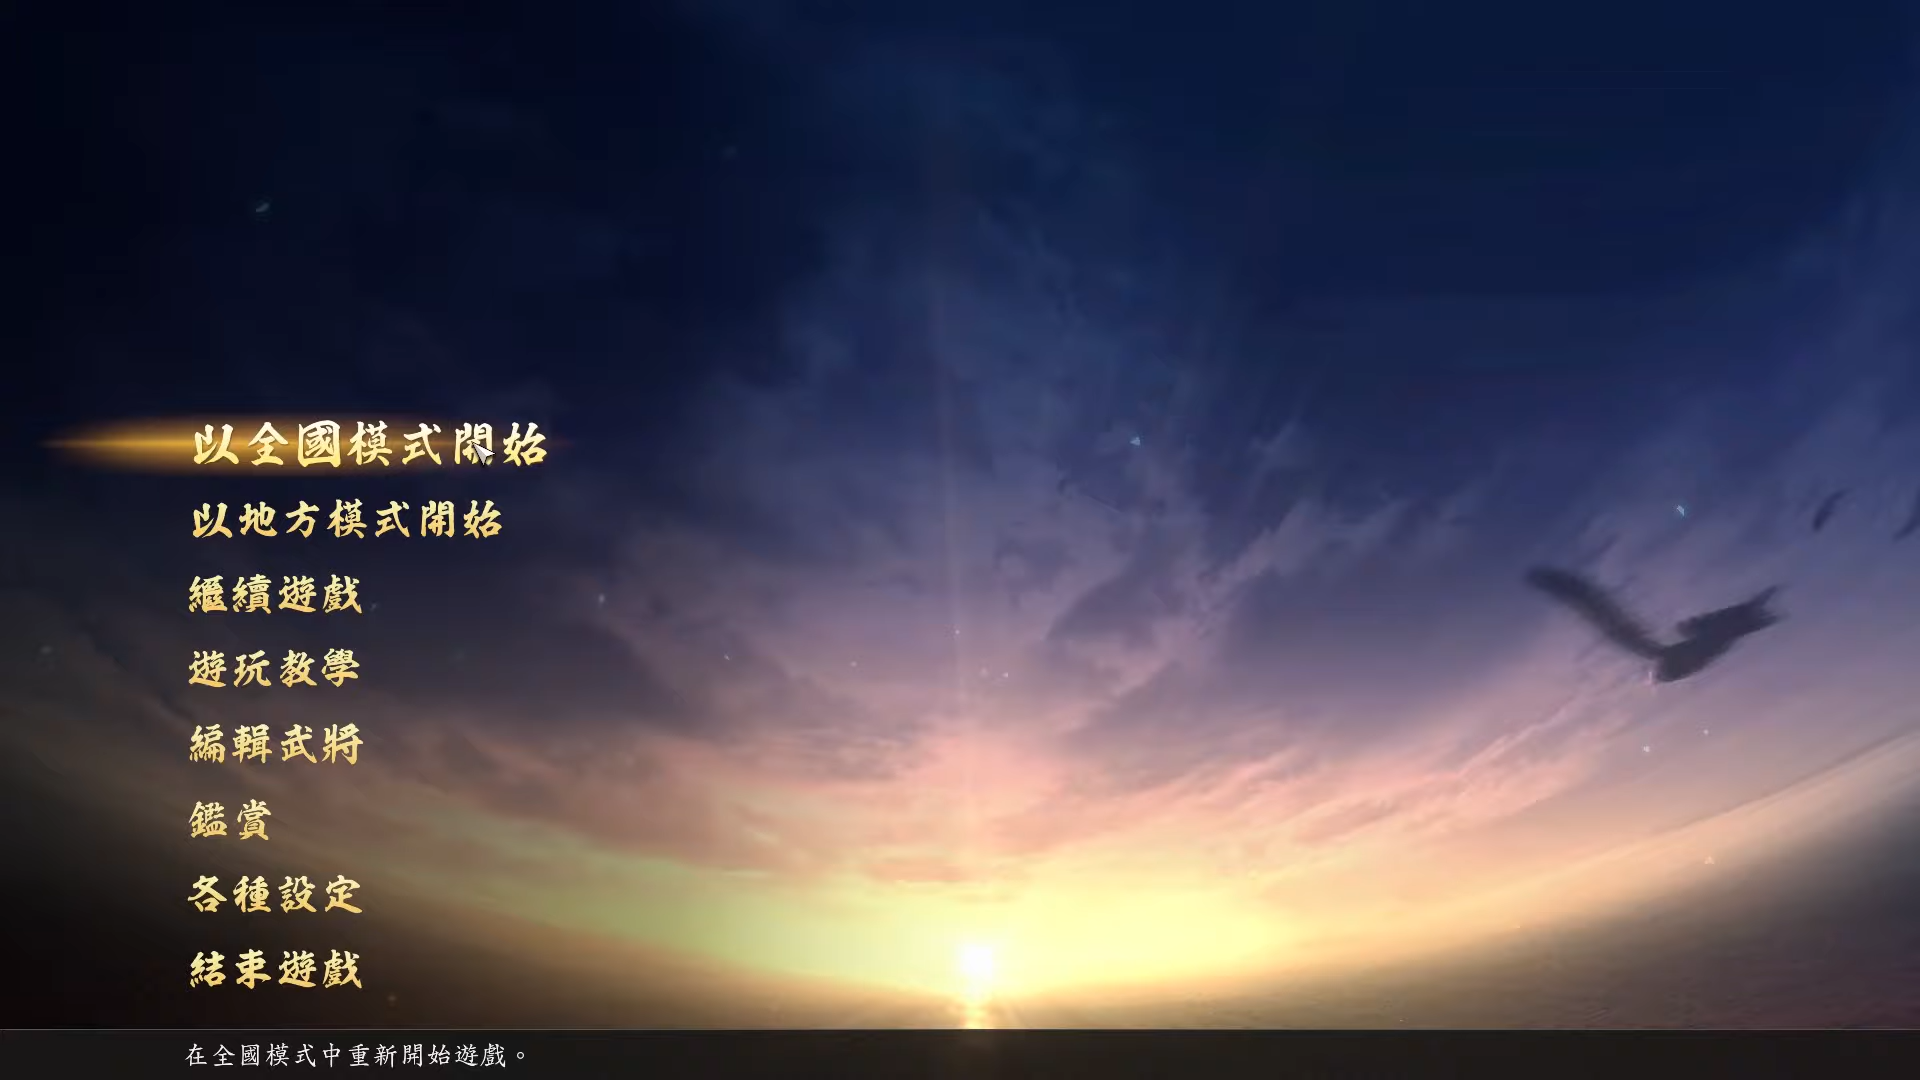 以全國模式開始
以地方模式開始
繼續遊戲
遊玩教學
編輯武將
鑑賞
各種設定
結束遊戲
在全國模式中重新開始遊戲。